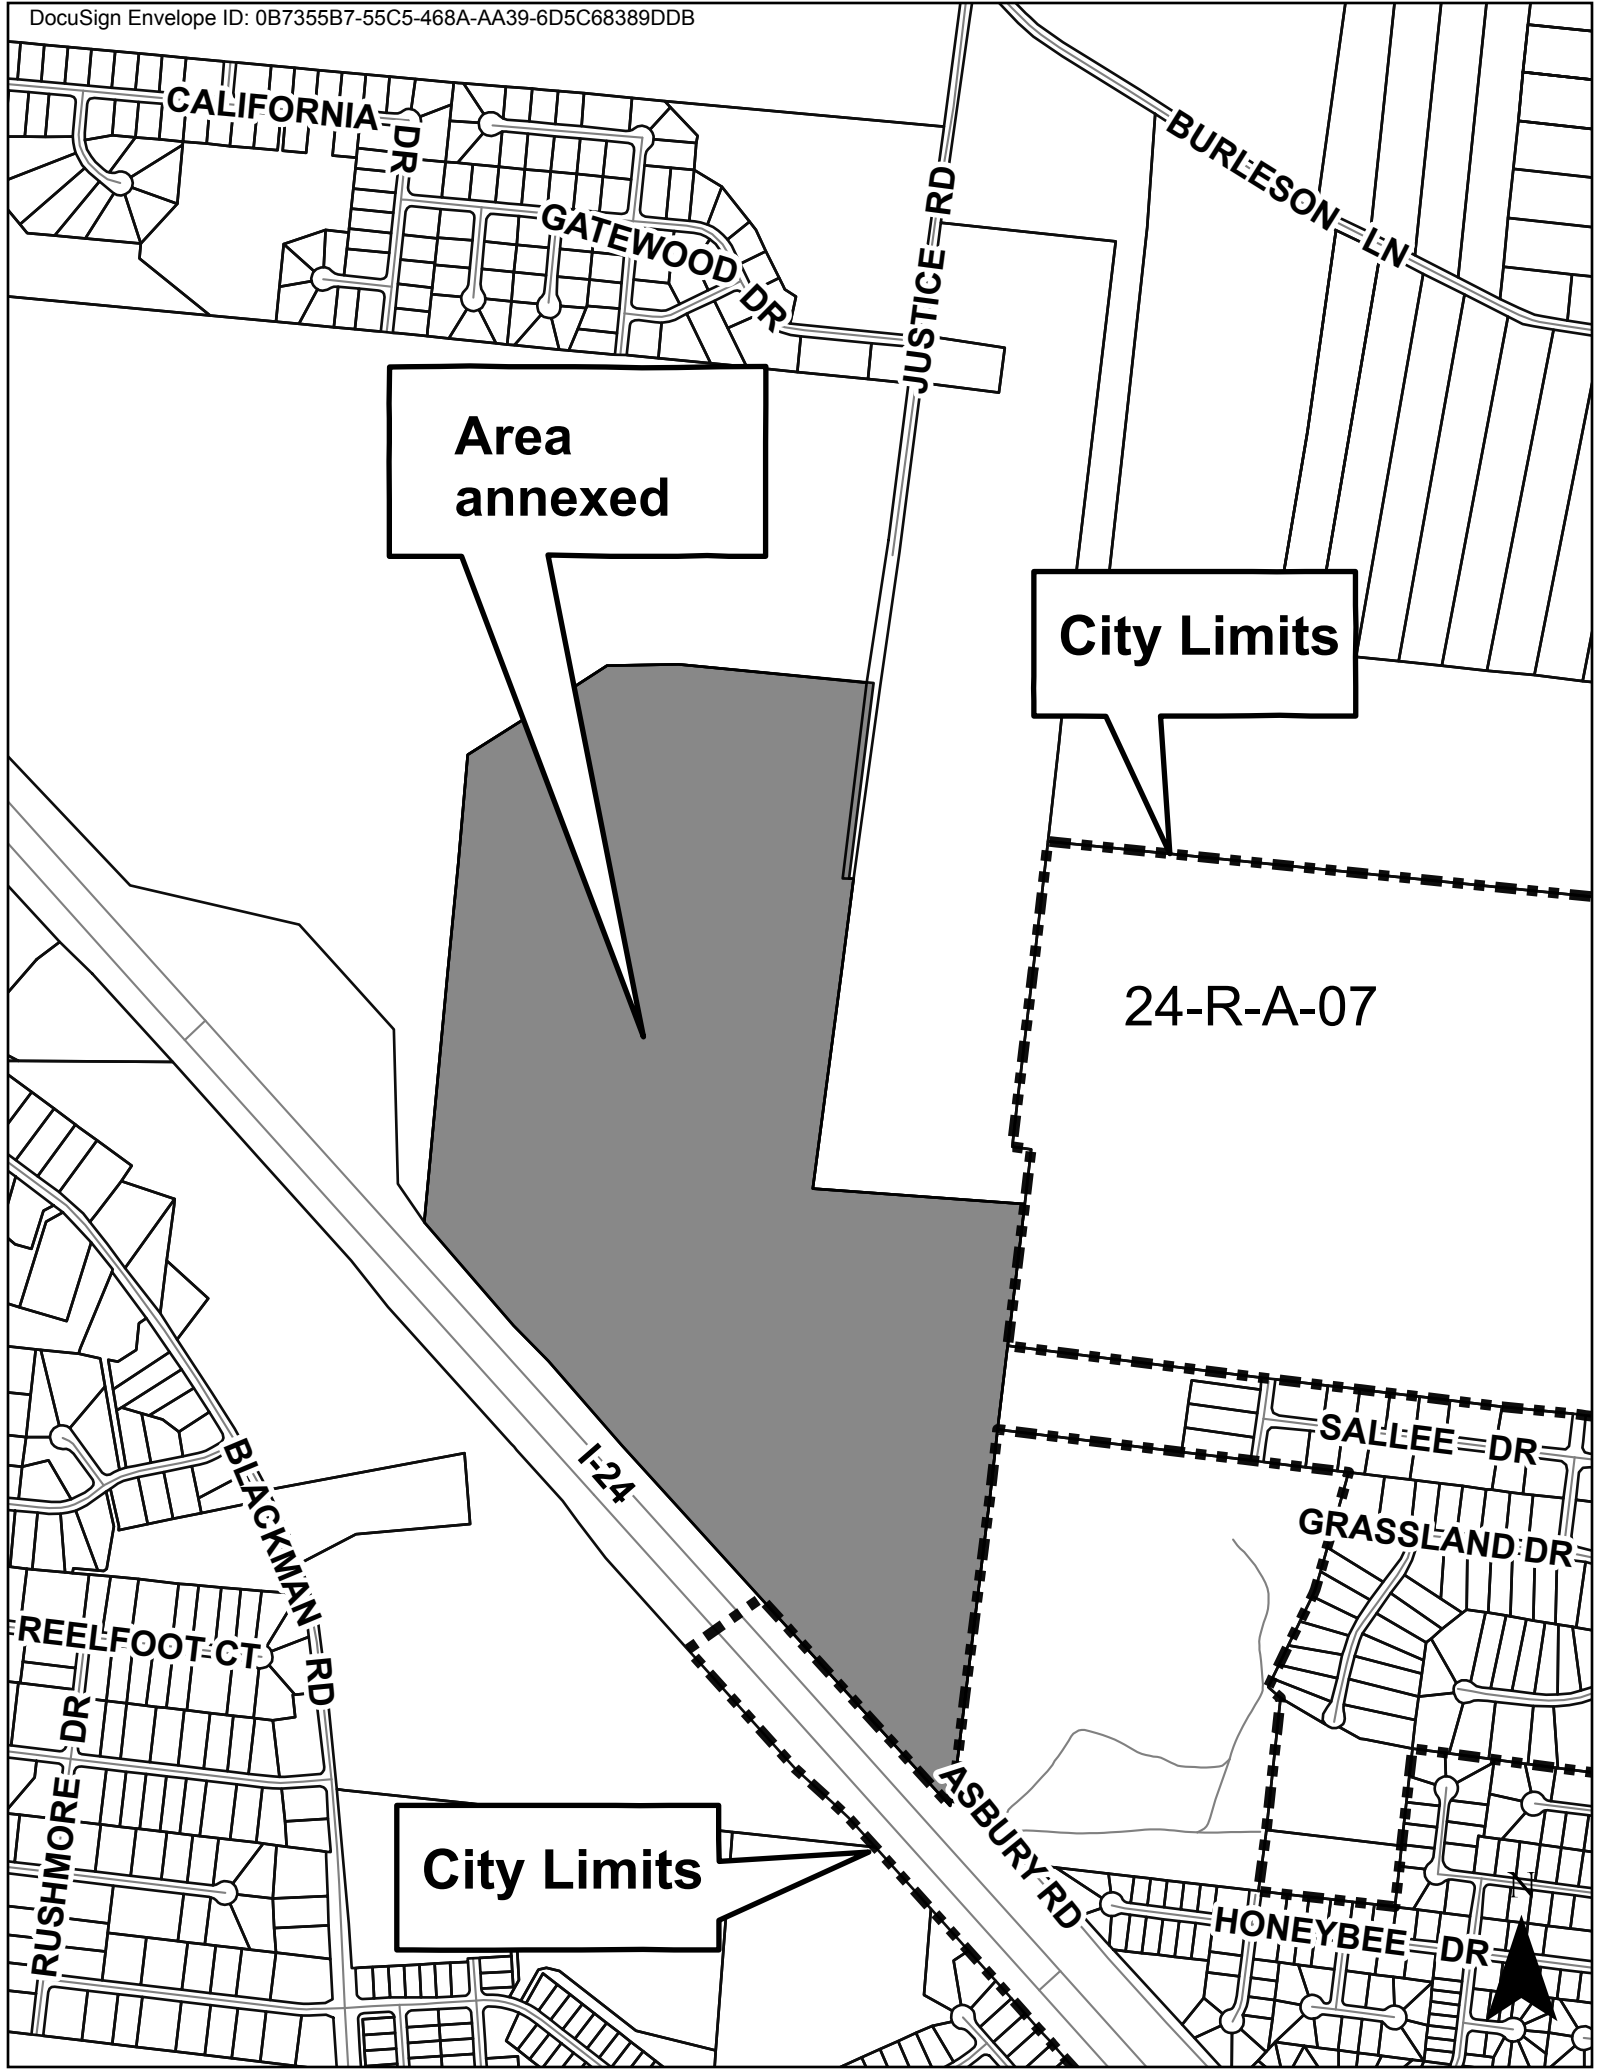 DocuSign Envelope ID: 0B7355B7-55C5-468A-AA39-6D5C68389DDB
CALIFORNIA DR
BURLESON LN
GATEWOOD DR
JUSTICE RD
Area
annexed
City Limits
24-R-A-07
SALLEE DR
I-24
BLACKMAN RD
GRASSLAND DR
REELFOOT CT
RUSHMORE DR
ASBURY RD
City Limits
HONEYBEE DR
N